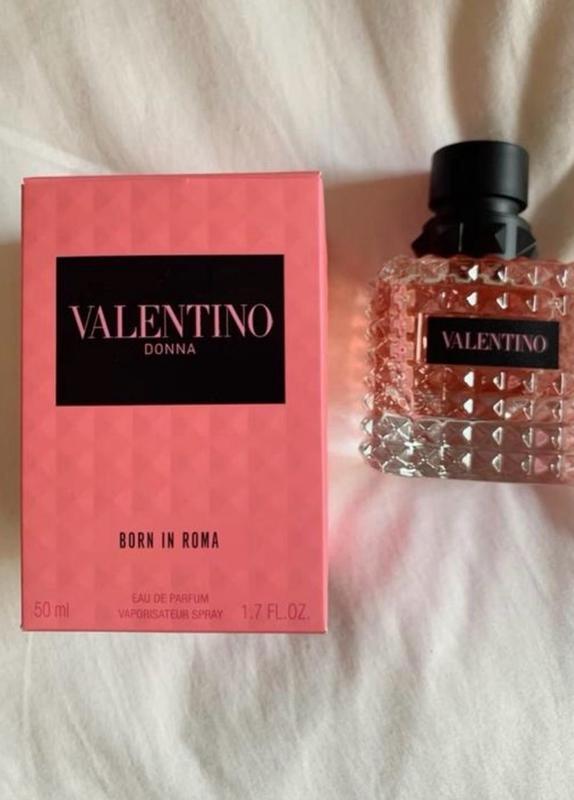 VALENTINO
DONNA
BORN IN ROMA
EAU DE PARFUM
50 ml VAPORISATEUR SPRAY 1.7 FL.OZ.
VALENTINO